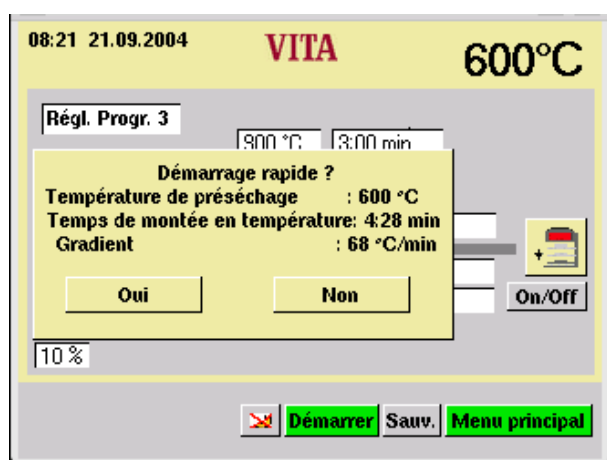 08:21 21.09.2004 VITA 600°C
Régl. Progr. 3
900 °C 3:00 min
Démarrage rapide ?
Température de préséchage : 600 °C
Temps de montée en température: 4:28 min
Gradient : 68 °C/min
Oui Non
On/Off
10 %
Démarrer Sauv. Menu principal